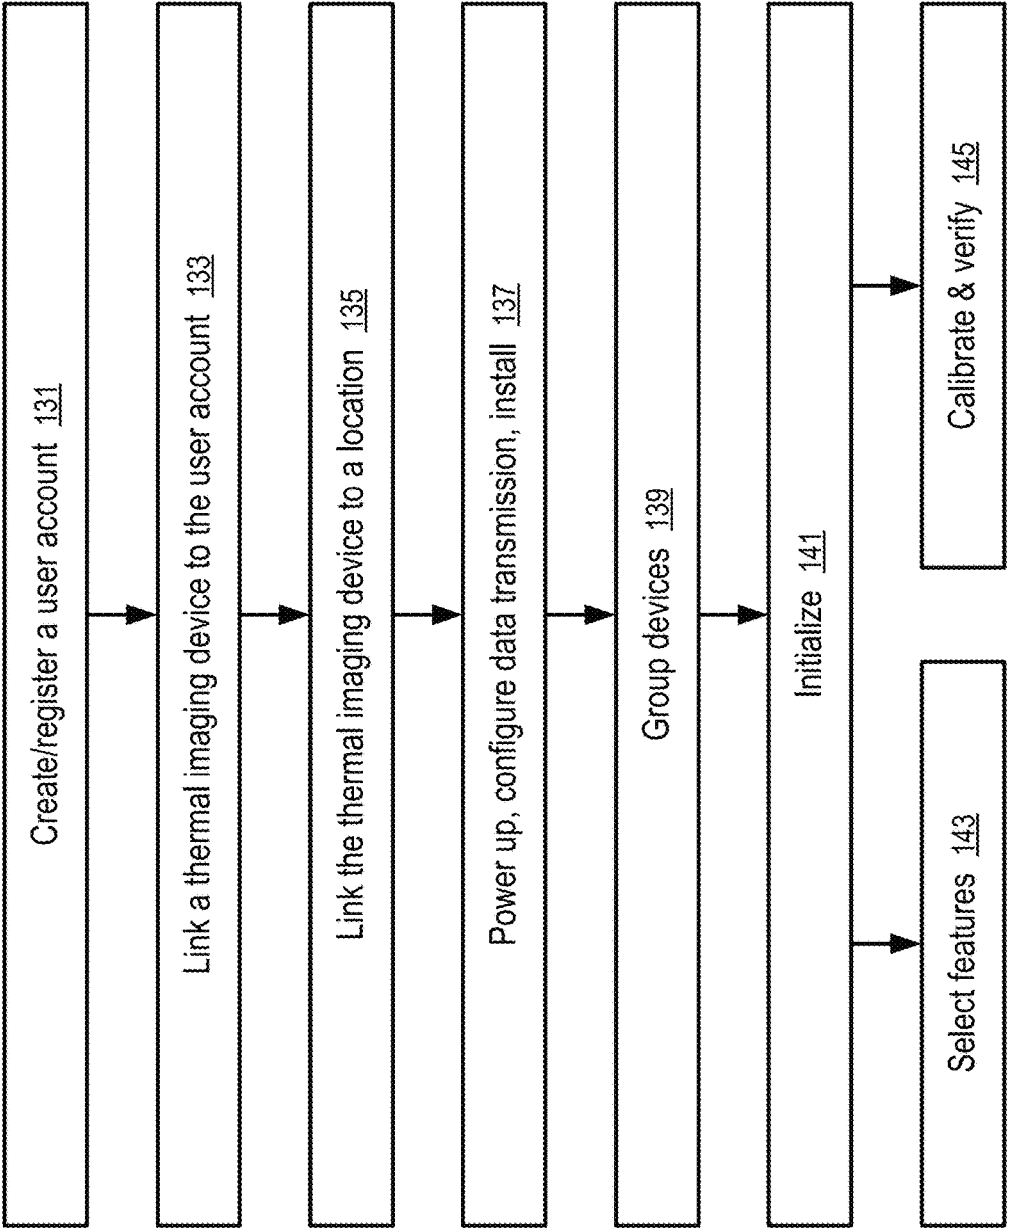 Create/register a user account 131
Link a thermal imaging device to the user account 133
Link the thermal imaging device to a location 135
Power up, configure data transmission, install 137
Group devices 139
Initialize 141
Select features 143
Calibrate & verify 145